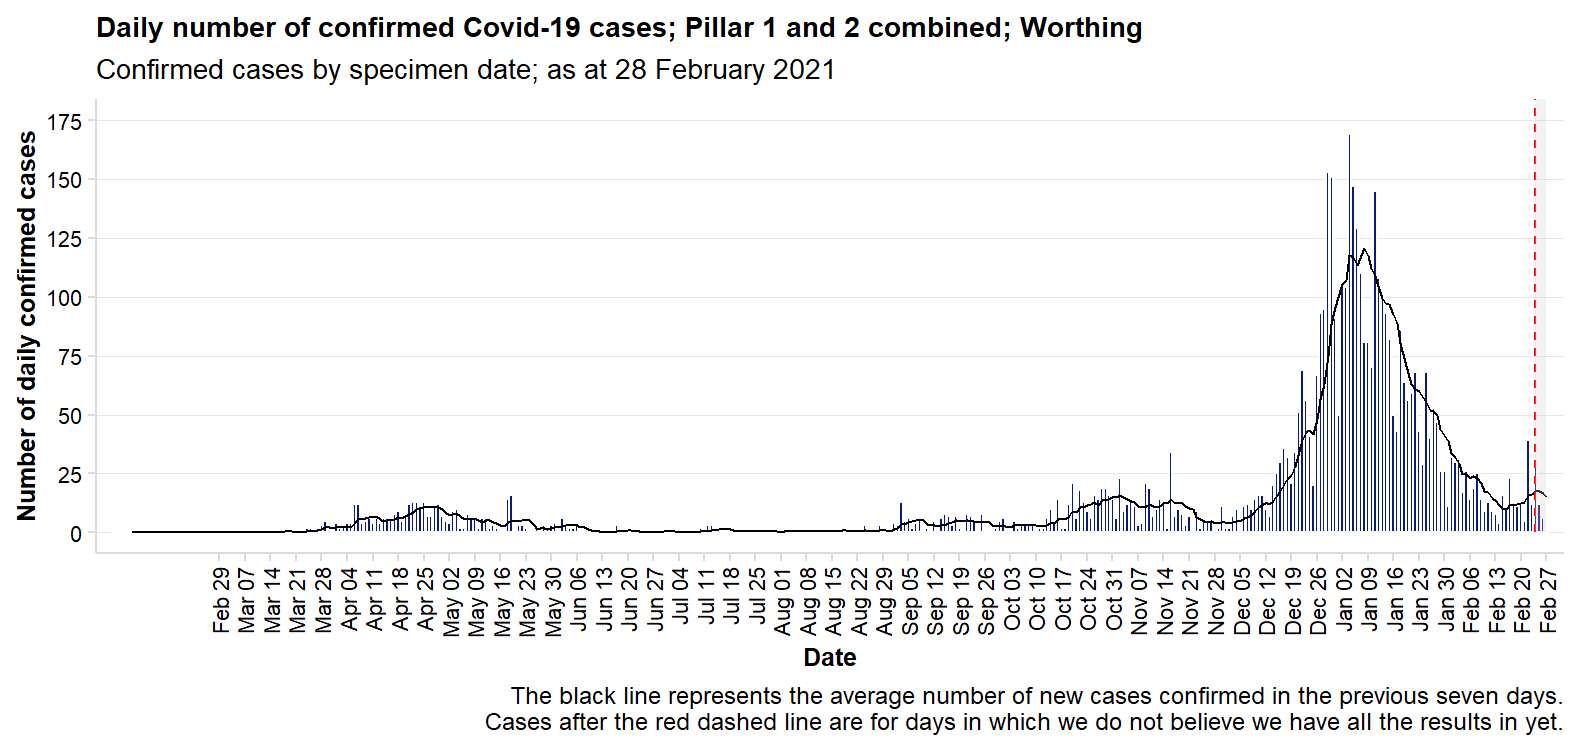 Daily number of confirmed Covid-19 cases; Pillar 1 and 2 combined; Worthing
Confirmed cases by specimen date; as at 28 February 2021
Number of daily confirmed cases
175
150
125
100
75
50
25
0
Feb 29
Mar 07
Mar 14
Mar 21
Mar 28
Apr 04
Apr 11
Apr 18
Apr 25
May 02
May 09
May 16
May 23
May 30
Jun 06
Jun 13
Jun 20
Jun 27
Jul 04
Jul 11
Jul 18
Jul 25
Aug 01
Aug 08
Aug 15
Aug 22
Aug 29
Sep 05
Sep 12
Sep 19
Sep 26
Oct 03
Oct 10
Oct 17
Oct 24
Oct 31
Nov 07
Nov 14
Nov 21
Nov 28
Dec 05
Dec 12
Dec 19
Dec 26
Jan 02
Jan 09
Jan 16
Jan 23
Jan 30
Feb 06
Feb 13
Feb 20
Feb 27
Date
The black line represents the average number of new cases confirmed in the previous seven days.
Cases after the red dashed line are for days in which we do not believe we have all the results in yet.